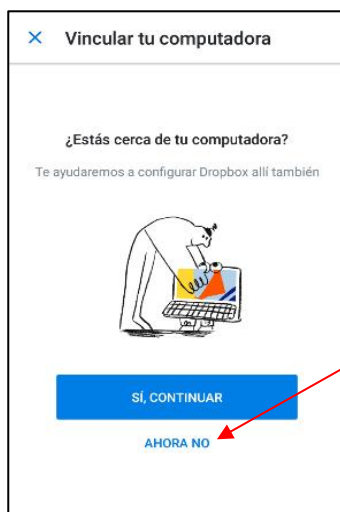 Vincular tu computadora
¿Estás cerca de tu computadora?
Te ayudaremos a configurar Dropbox allí también
SÍ, CONTINUAR
AHORA NO